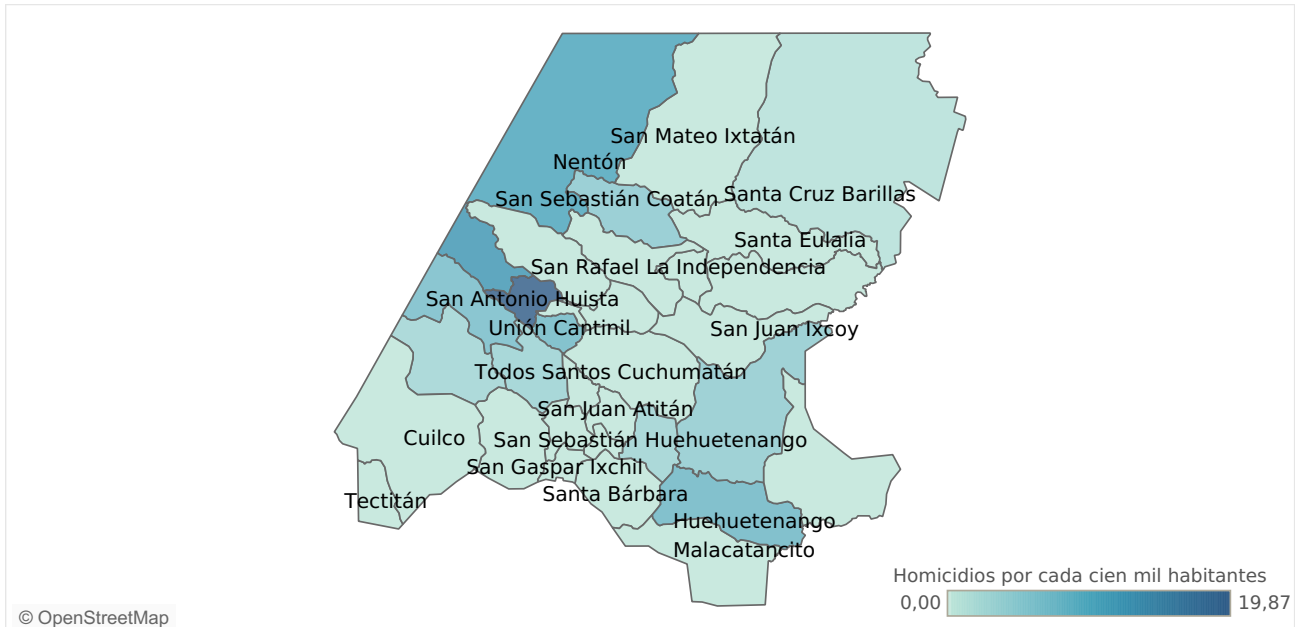 San Mateo Ixtatán
Nentón
Santa Cruz Barillas
San Sebastián Coatán
Santa Eulalia
San Rafael La Independencia
San Antonio Huista
Unión Cantinil
San Juan Ixcoy
Todos Santos Cuchumatán
San Juan Atitán
Cuilco
San Sebastián Huehuetenango
San Gaspar Ixchil
Santa Bárbara
Tectitán
Huehuetenango
Malacatancito
Homicidios por cada cien mil habitantes
0,00 19,87
© OpenStreetMap